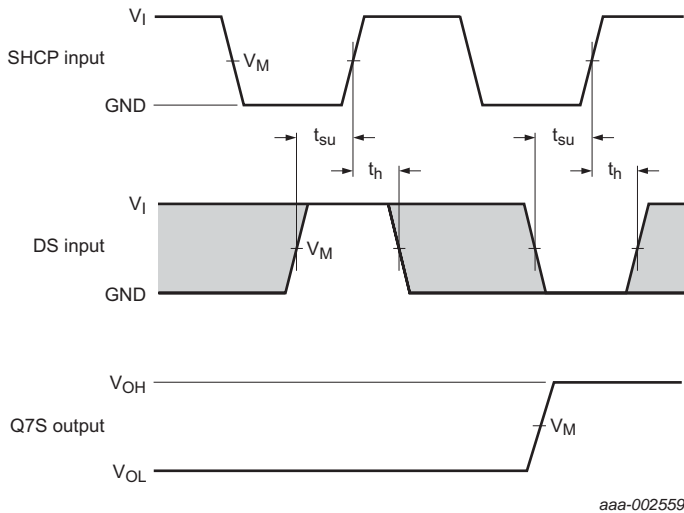 V_I
SHCP input
V_M
GND
t_su
t_su
t_h
t_h
V_I
DS input
V_M
GND
V_OH
Q7S output
V_M
V_OL
aaa-002559